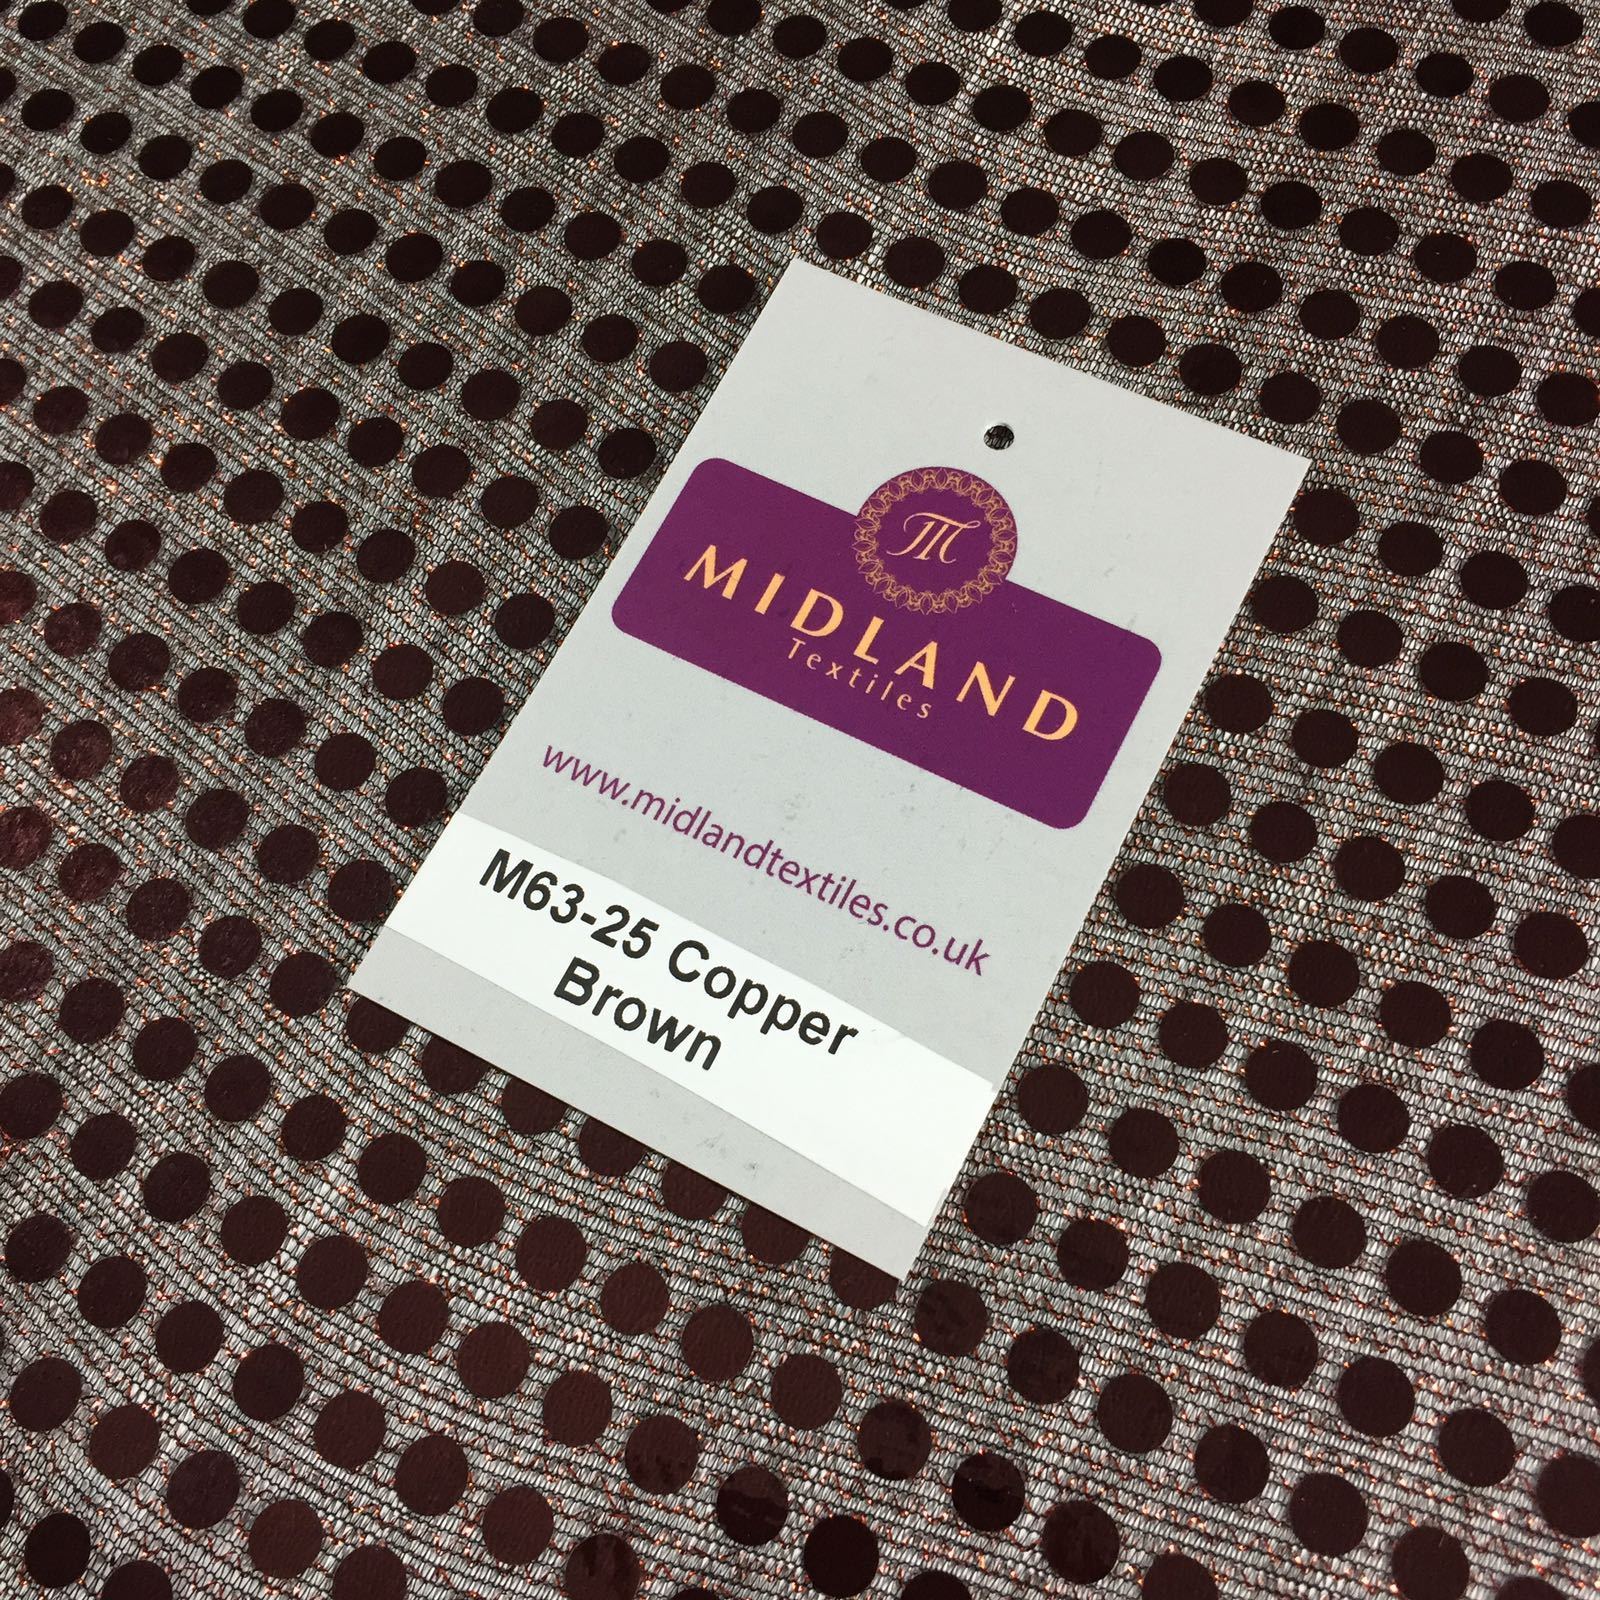 M
MIDLAND
Textiles
www.midlandtextiles.co.uk
M63-25 Copper
Brown